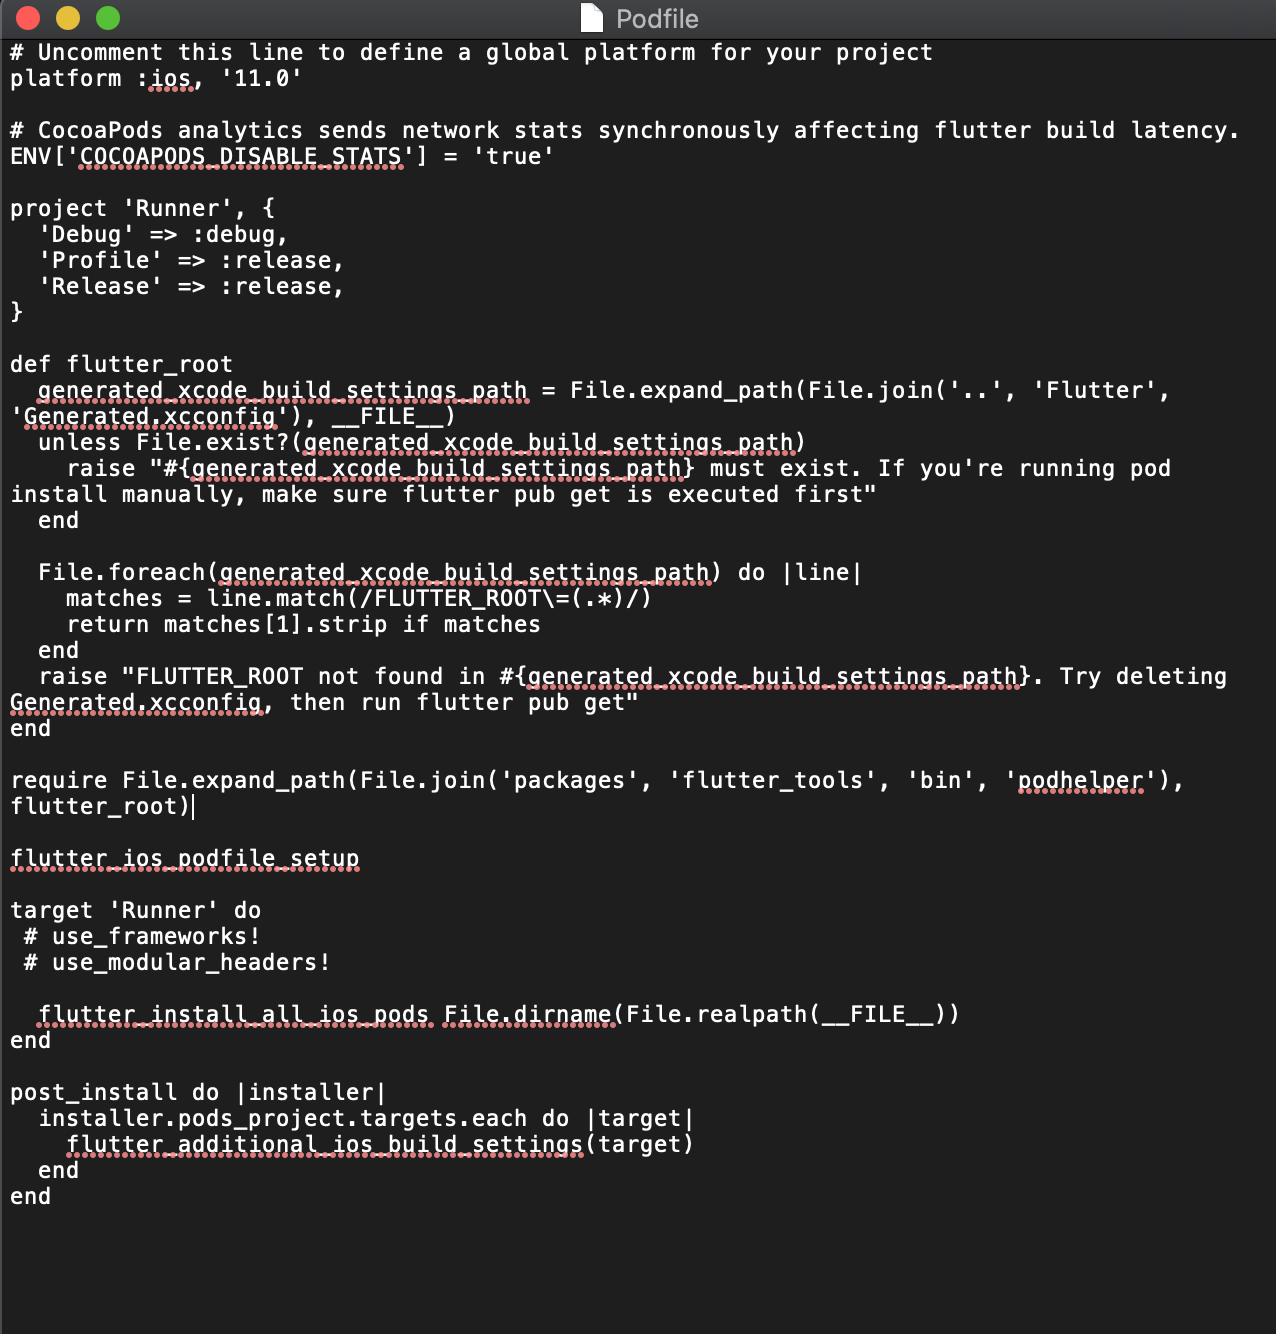 Podfile
# Uncomment this line to define a global platform for your project
platform :ios, '11.0'

# CocoaPods analytics sends network stats synchronously affecting flutter build latency.
ENV['COCOAPODS_DISABLE_STATS'] = 'true'

project 'Runner', {
  'Debug' => :debug,
  'Profile' => :release,
  'Release' => :release,
}

def flutter_root
  generated_xcode_build_settings_path = File.expand_path(File.join('..', 'Flutter',
'Generated.xcconfig'), __FILE__)
  unless File.exist?(generated_xcode_build_settings_path)
    raise "#{generated_xcode_build_settings_path} must exist. If you're running pod
install manually, make sure flutter pub get is executed first"
  end

  File.foreach(generated_xcode_build_settings_path) do |line|
    matches = line.match(/FLUTTER_ROOT\=(.*)/)
    return matches[1].strip if matches
  end
  raise "FLUTTER_ROOT not found in #{generated_xcode_build_settings_path}. Try deleting
Generated.xcconfig, then run flutter pub get"
end

require File.expand_path(File.join('packages', 'flutter_tools', 'bin', 'podhelper'),
flutter_root)

flutter_ios_podfile_setup

target 'Runner' do
 # use_frameworks!
 # use_modular_headers!

  flutter_install_all_ios_pods File.dirname(File.realpath(__FILE__))
end

post_install do |installer|
  installer.pods_project.targets.each do |target|
    flutter_additional_ios_build_settings(target)
  end
end